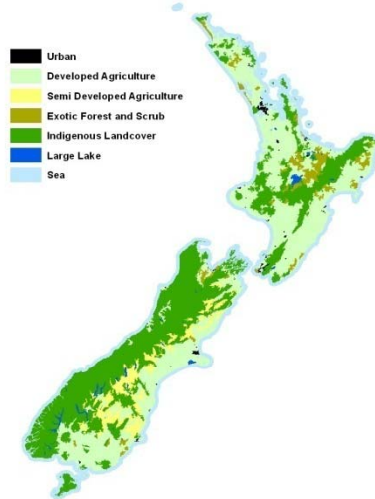 Urban
Developed Agriculture
Semi Developed Agriculture
Exotic Forest and Scrub
Indigenous Landcover
Large Lake
Sea